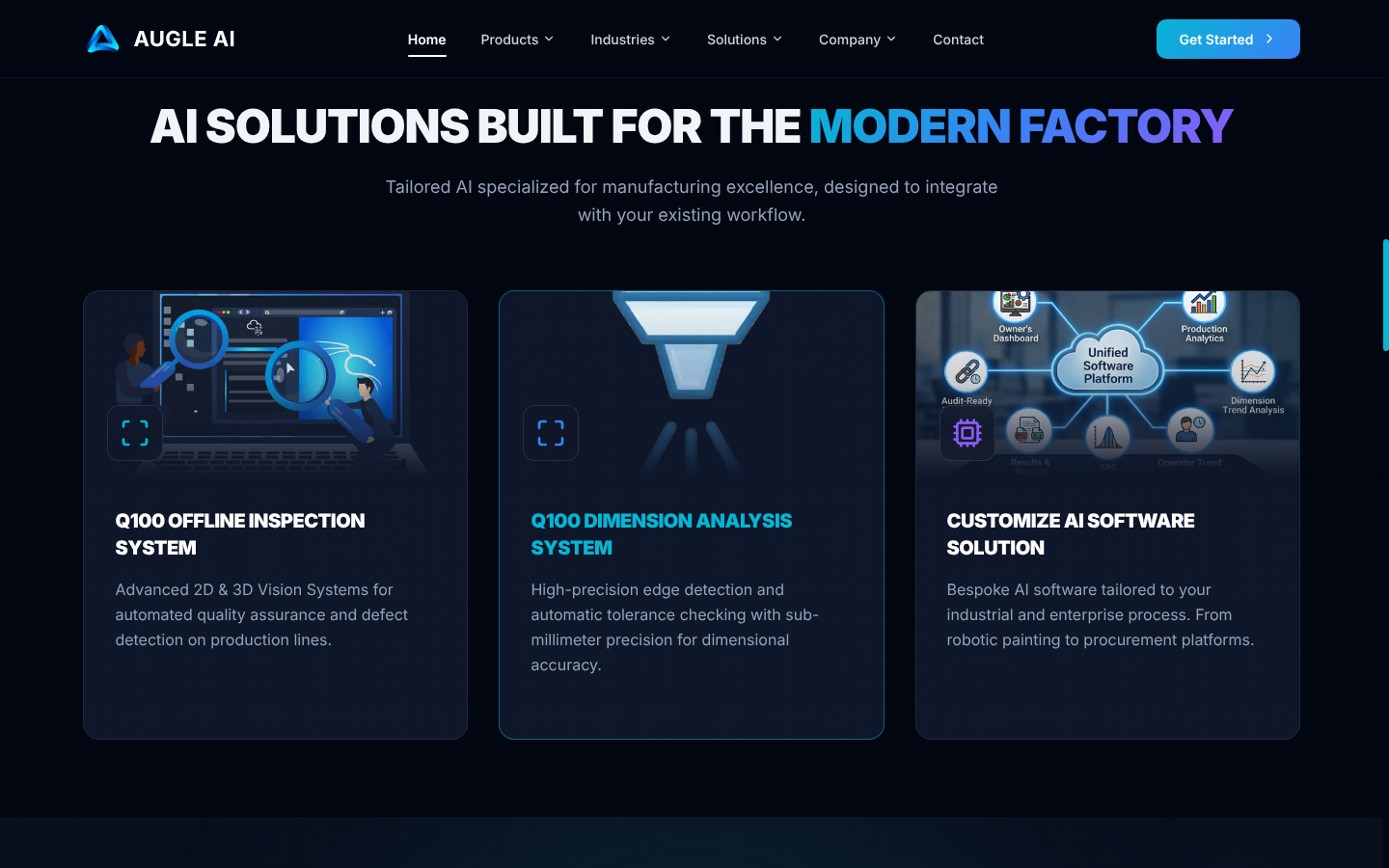 AUGLE AI
Home
Products
Industries
Solutions
Company
Contact
Get Started
AI SOLUTIONS BUILT FOR THE MODERN FACTORY
Tailored AI specialized for manufacturing excellence, designed to integrate
with your existing workflow.
Owner's
Dashboard
Production
Analytics
Unified
Software
Platform
Audit-Ready
Dimension
Trend Analysis
Results &
SPC
Operator Trend
Q100 OFFLINE INSPECTION
SYSTEM
Advanced 2D & 3D Vision Systems for
automated quality assurance and defect
detection on production lines.
Q100 DIMENSION ANALYSIS
SYSTEM
High-precision edge detection and
automatic tolerance checking with sub-
millimeter precision for dimensional
accuracy.
CUSTOMIZE AI SOFTWARE
SOLUTION
Bespoke AI software tailored to your
industrial and enterprise process. From
robotic painting to procurement platforms.